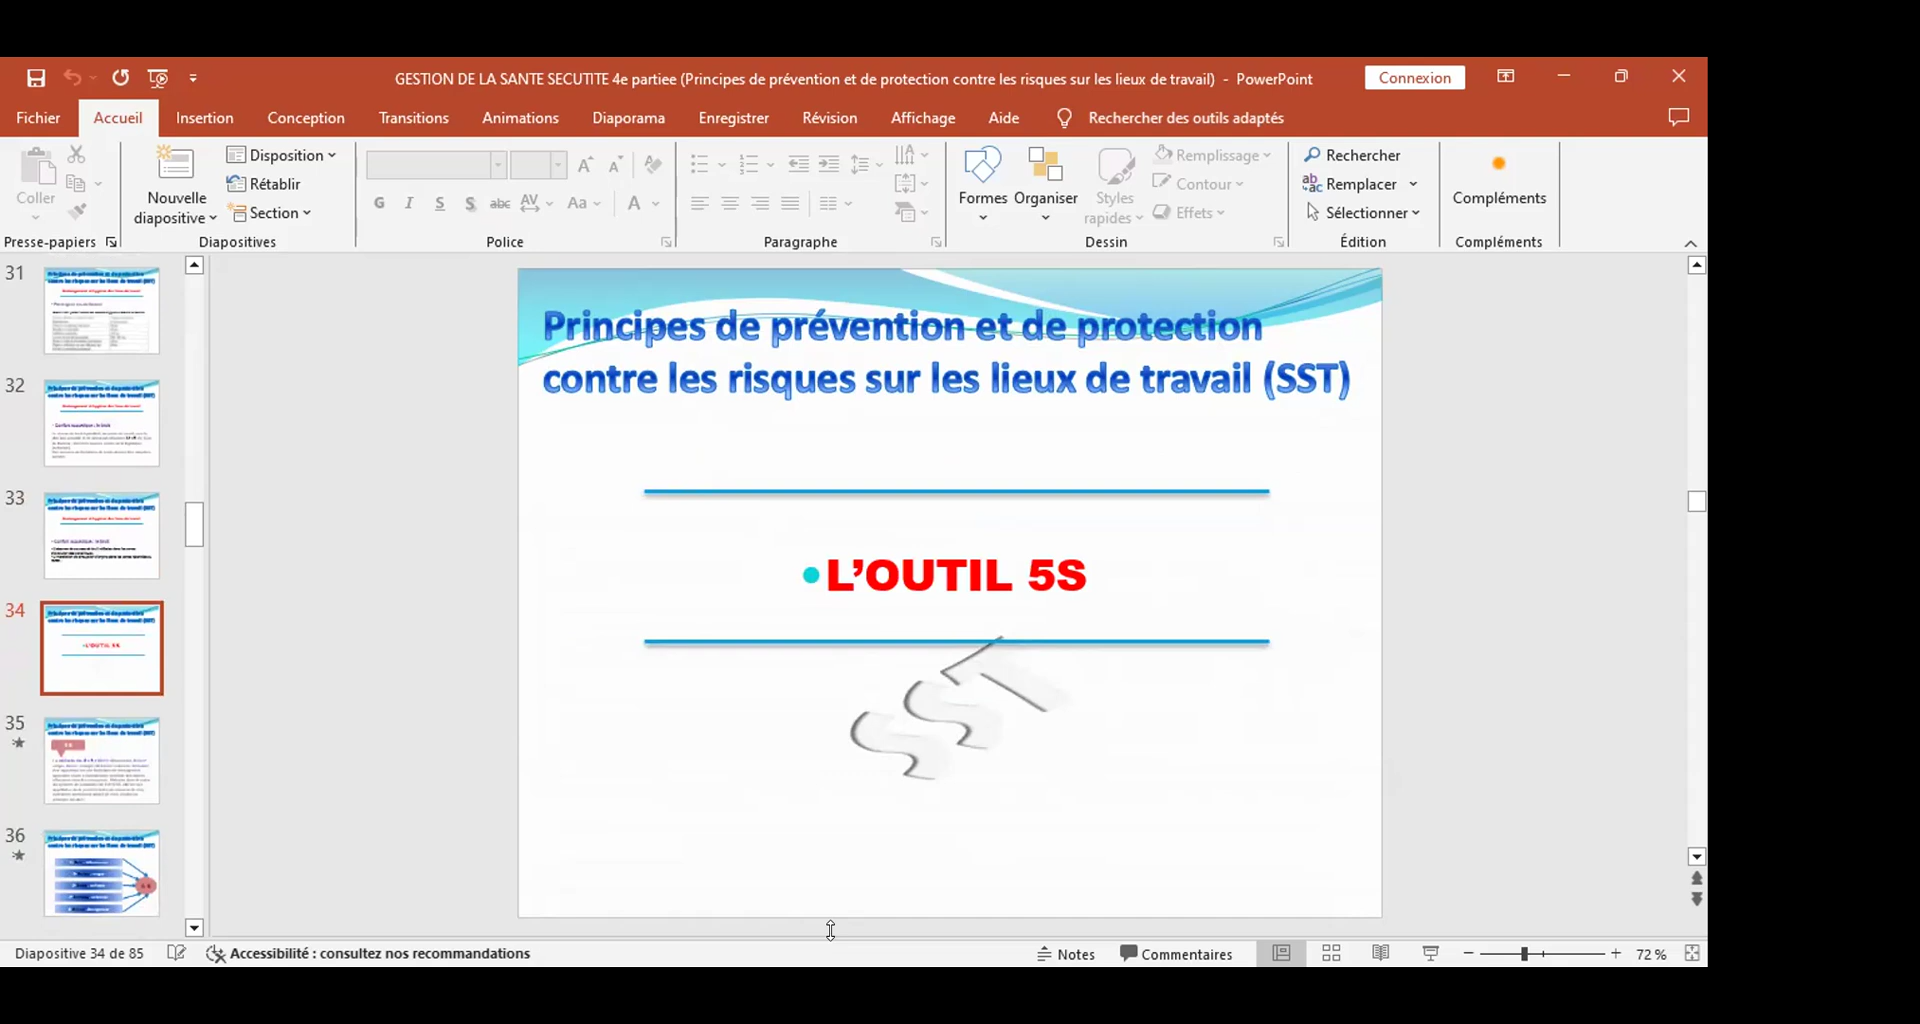 GESTION DE LA SANTE SECUTITE 4e partiee (Principes de prévention et de protection contre les risques sur les lieux de travail) - PowerPoint
Connexion
Fichier
Accueil
Insertion
Conception
Transitions
Animations
Diaporama
Enregistrer
Révision
Affichage
Aide
Rechercher des outils adaptés
Coller
Presse-papiers
Nouvelle
diapositive
Disposition
Rétablir
Section
Diapositives
G I S S abc AV Aa A
Police
Paragraphe
Formes
Organiser
Styles
rapides
Remplissage
Contour
Effets
Dessin
Rechercher
Remplacer
Sélectionner
Édition
Compléments
Compléments
31
32
33
34
35
36
Principes de prévention et de protection
contre les risques sur les lieux de travail (SST)
•L'OUTIL 5S
SST
Diapositive 34 de 85
Accessibilité : consultez nos recommandations
Notes
Commentaires
72 %